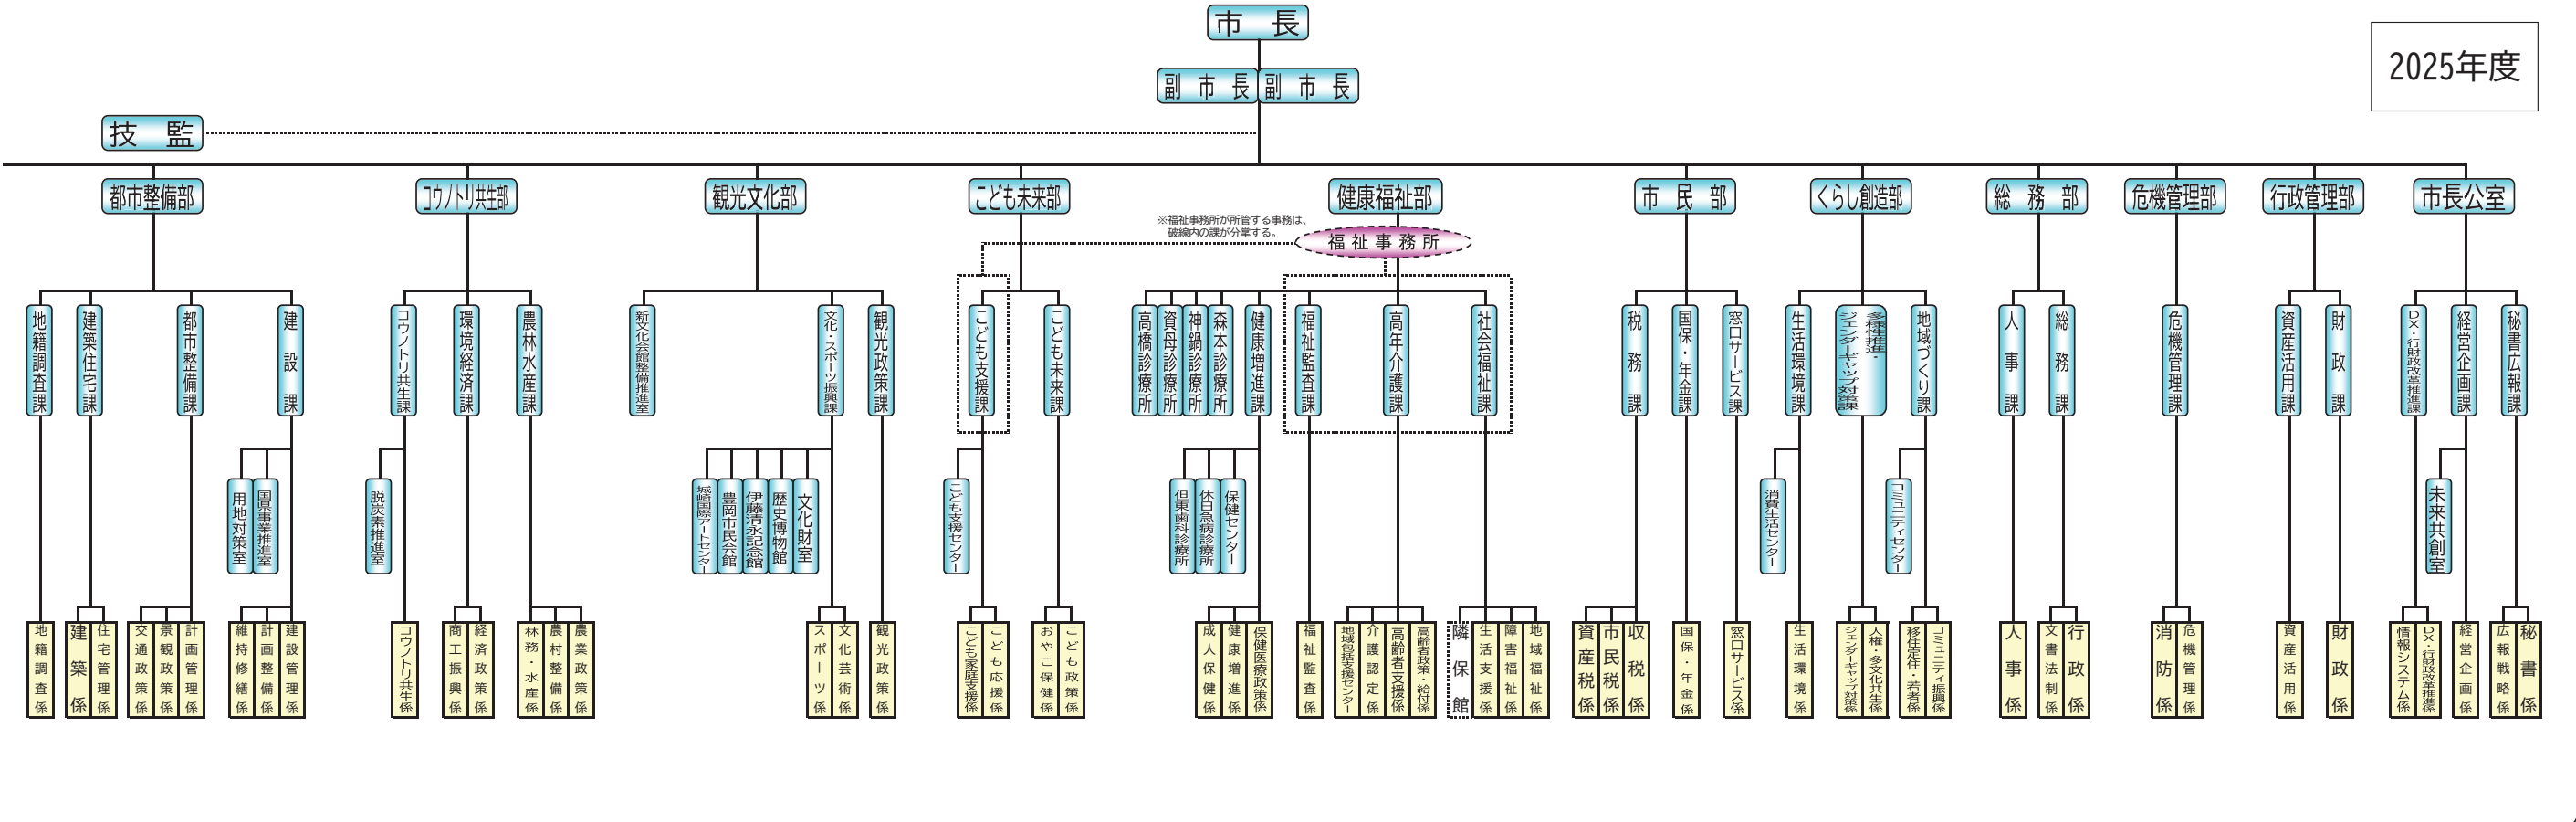 市　長
2025年度
副　市　長
副　市　長
技　監
都市整備部
コウノトリ共生部
観光文化部
こども未来部
健康福祉部
市　民　部
くらし創造部
総　務　部
危機管理部
行政管理部
市長公室
※福祉事務所が所管する事務は、
破線内の課が分掌する。
福祉事務所
地籍調査課
建築住宅課
都市整備課
建設課
コウノトリ共生課
環境経済課
農林水産課
新文化会館整備推進室
文化・スポーツ振興課
観光政策課
こども支援課
こども未来課
高橋診療所
資母診療所
神鍋診療所
森本診療所
健康増進課
福祉監査課
高年介護課
社会福祉課
税務課
国保・年金課
窓口サービス課
生活環境課
多様性推進・
ジェンダーギャップ対策課
地域づくり課
人事課
総務課
危機管理課
資産活用課
財政課
DX・行財政改革推進課
経営企画課
秘書広報課
用地対策室
国県事業推進室
脱炭素推進室
城崎国際アートセンター
豊岡市民会館
伊藤清永記念館
歴史博物館
文化財室
こども支援センター
但東歯科診療所
休日急病診療所
保健センター
消費生活センター
コミュニティセンター
未来共創室
地籍調査係
建築係
住宅管理係
交通政策係
景観政策係
計画管理係
維持修繕係
計画整備係
建設管理係
コウノトリ共生係
商工振興係
経済政策係
林務・水産係
農村整備係
農業政策係
スポーツ係
文化芸術係
観光政策係
こども家庭支援係
こども応援係
おやこ保健係
こども政策係
成人保健係
健康増進係
保健医療政策係
福祉監査係
地域包括支援センター
介護認定係
高齢者支援係
高齢者政策・給付係
隣保館
生活支援係
障害福祉係
地域福祉係
資産税係
市民税係
収税係
国保・年金係
窓口サービス係
生活環境係
ジェンダーギャップ対策係
人権・多文化共生係
移住定住・若者係
コミュニティ振興係
人事係
文書法制係
行政係
消防係
危機管理係
資産活用係
財政係
情報システム係
DX・行財政改革推進係
経営企画係
広報戦略係
秘書係